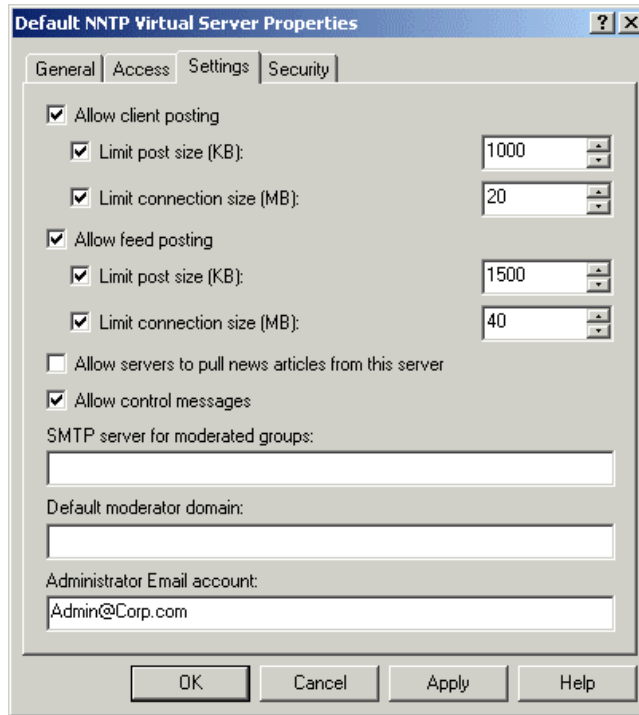 Default NNTP Virtual Server Properties
General Access Settings Security
Allow client posting
Limit post size (KB): 1000
Limit connection size (MB): 20
Allow feed posting
Limit post size (KB): 1500
Limit connection size (MB): 40
Allow servers to pull news articles from this server
Allow control messages
SMTP server for moderated groups:
Default moderator domain:
Administrator Email account:
Admin@Corp.com
OK Cancel Apply Help